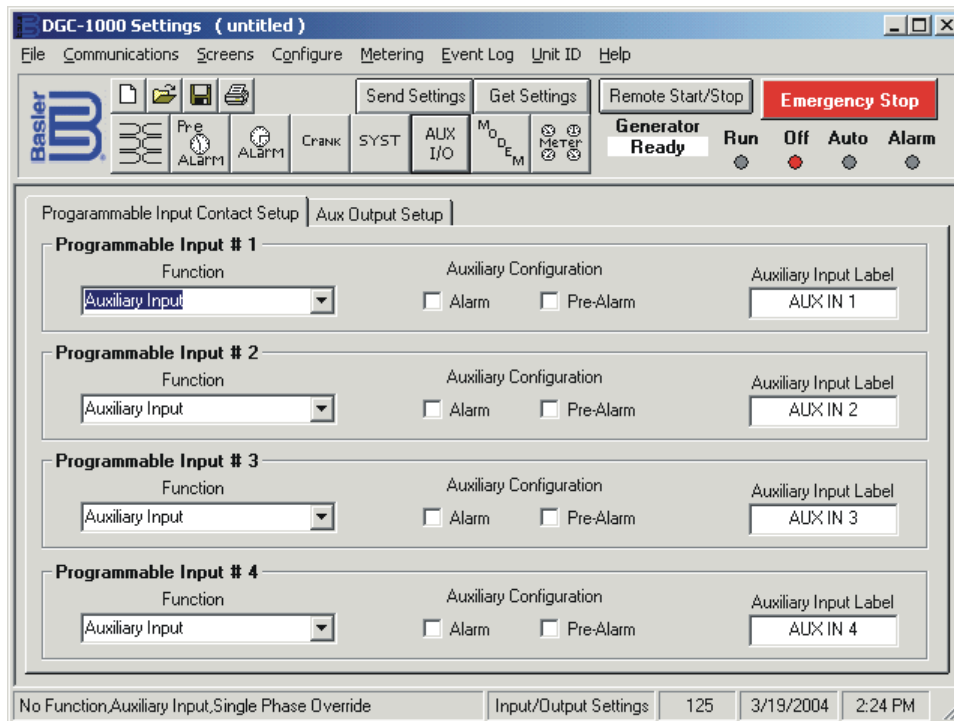 DGC-1000 Settings ( untitled )
File Communications Screens Configure Metering Event Log Unit ID Help
Basler
Send Settings Get Settings Remote Start/Stop Emergency Stop
Pre ALarm ALarm Crank SYST AUX I/O MoDEM METER
Generator Ready Run Off Auto Alarm
Progarammable Input Contact Setup Aux Output Setup
Programmable Input # 1
Function Auxiliary Configuration Auxiliary Input Label
Auxiliary Input Alarm Pre-Alarm AUX IN 1
Programmable Input # 2
Function Auxiliary Configuration Auxiliary Input Label
Auxiliary Input Alarm Pre-Alarm AUX IN 2
Programmable Input # 3
Function Auxiliary Configuration Auxiliary Input Label
Auxiliary Input Alarm Pre-Alarm AUX IN 3
Programmable Input # 4
Function Auxiliary Configuration Auxiliary Input Label
Auxiliary Input Alarm Pre-Alarm AUX IN 4
No Function,Auxiliary Input,Single Phase Override Input/Output Settings 125 3/19/2004 2:24 PM